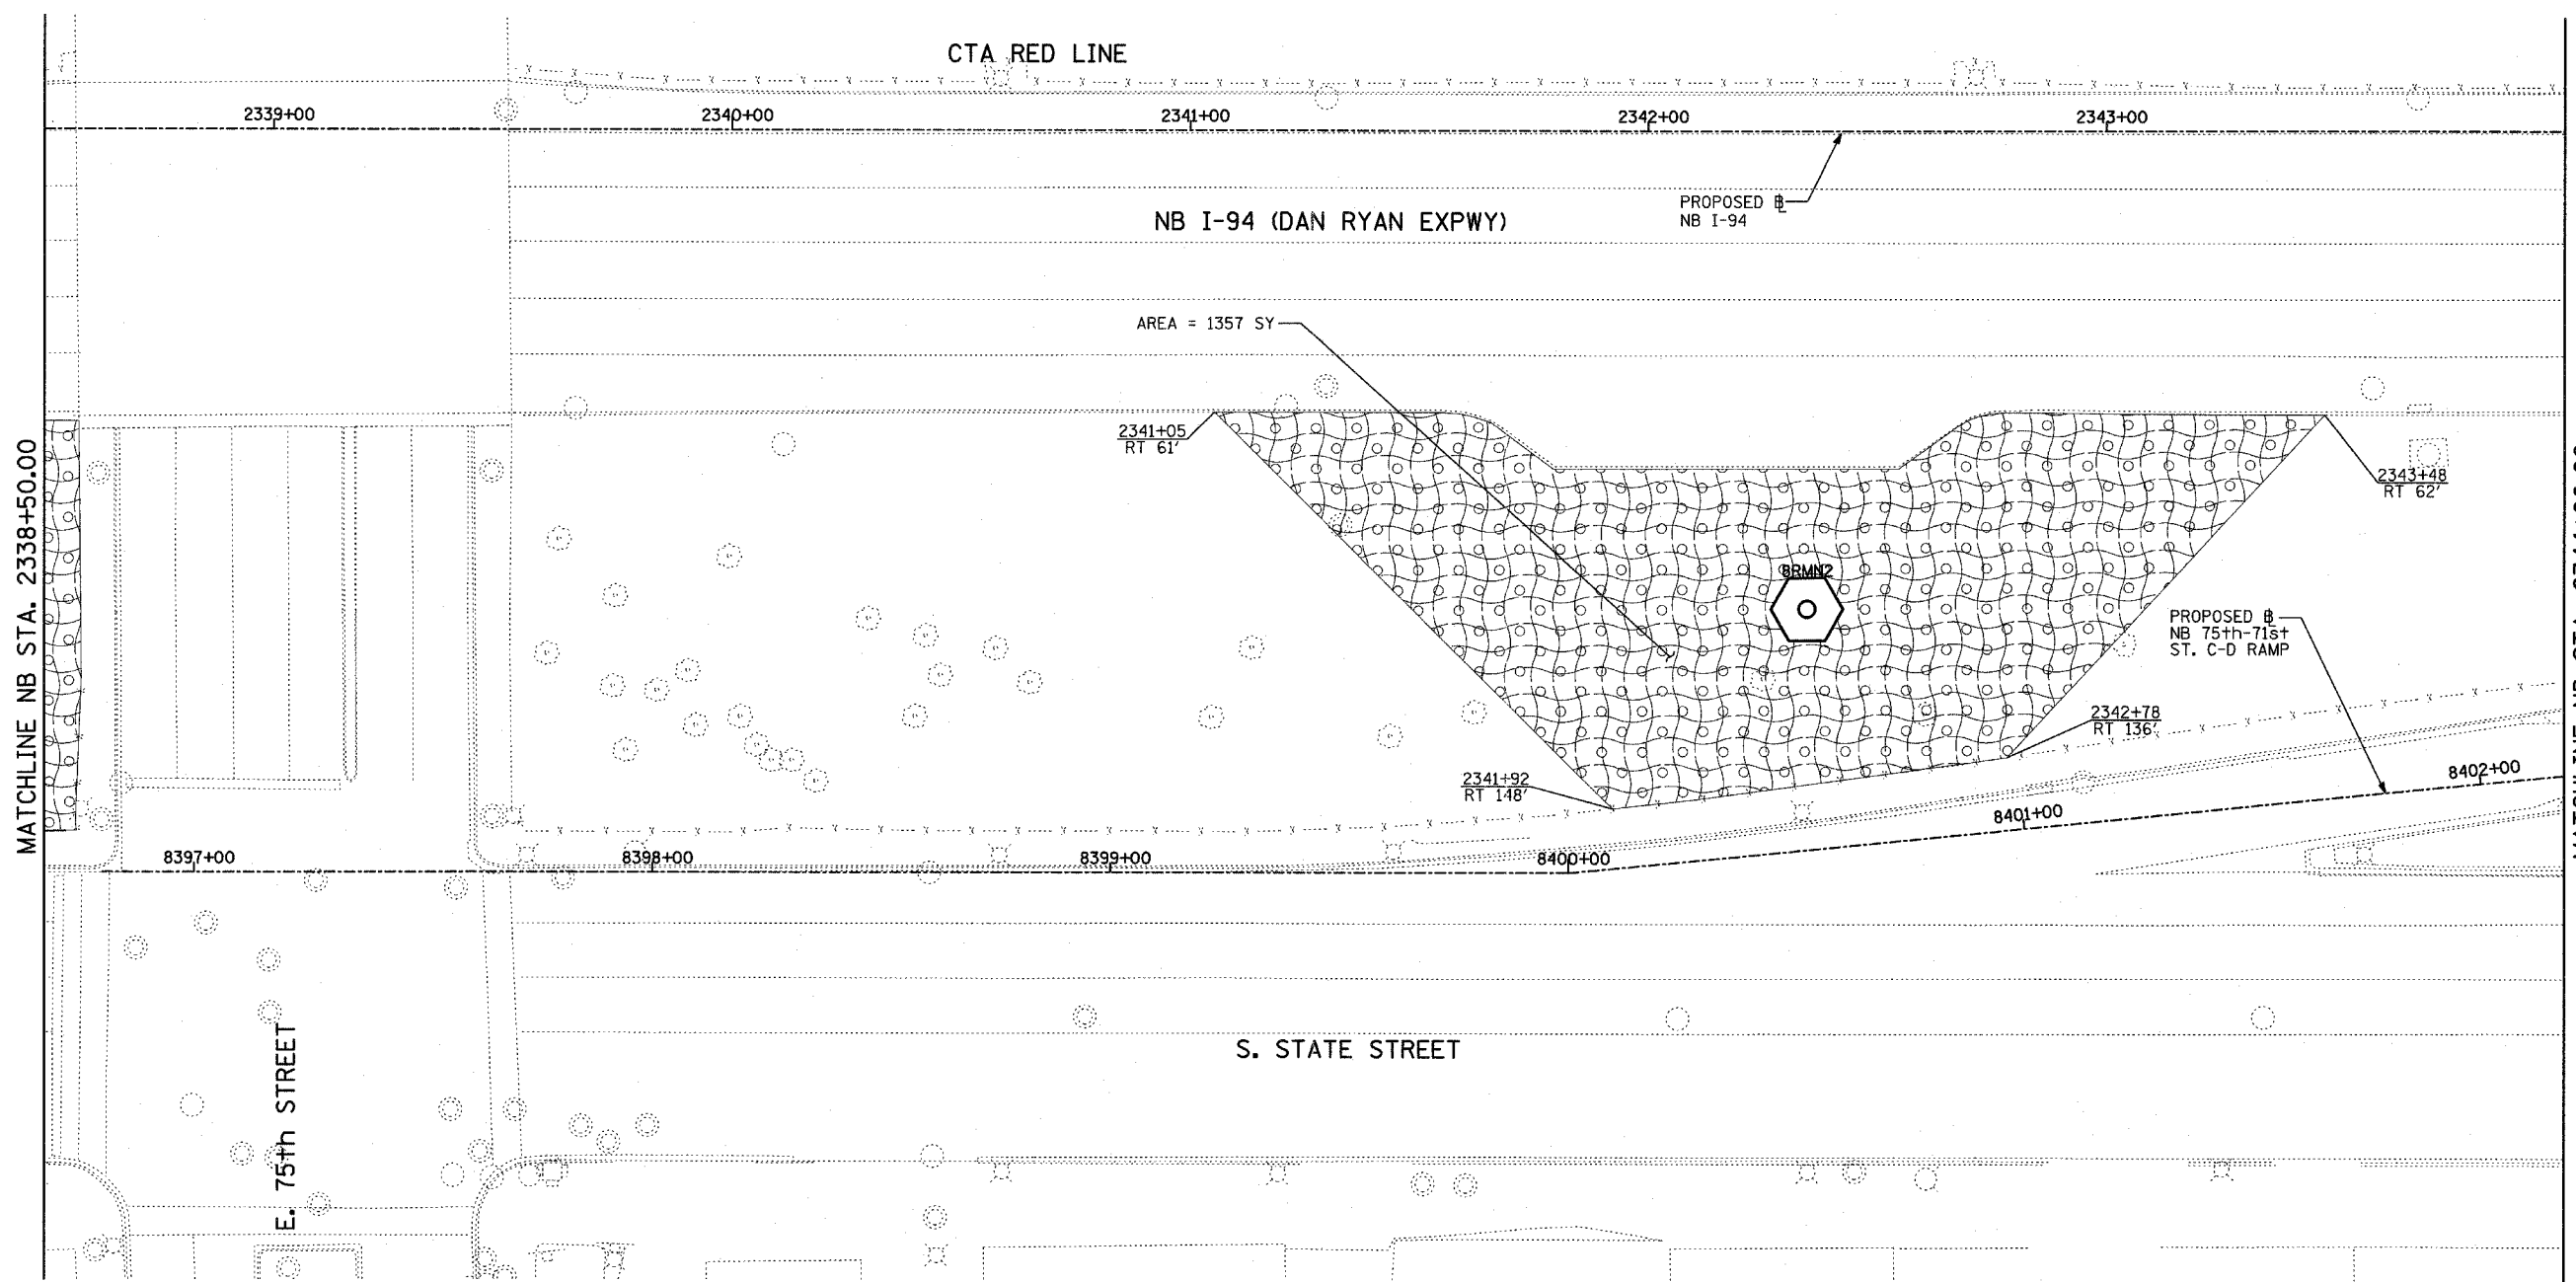 CTA RED LINE
2339+00
2340+00
2341+00
2342+00
2343+00
PROPOSED ℄
NB I-94
NB I-94 (DAN RYAN EXPWY)
AREA = 1357 SY
2341+05
RT 61'
2343+48
RT 62'
MATCHLINE NB STA. 2338+50.00
8RMN2
PROPOSED ℄
NB 75th-71st
ST. C-D RAMP
2342+78
RT 136'
2341+92
RT 148'
8397+00
8398+00
8399+00
8400+00
8401+00
8402+00
S. STATE STREET
E. 75th STREET